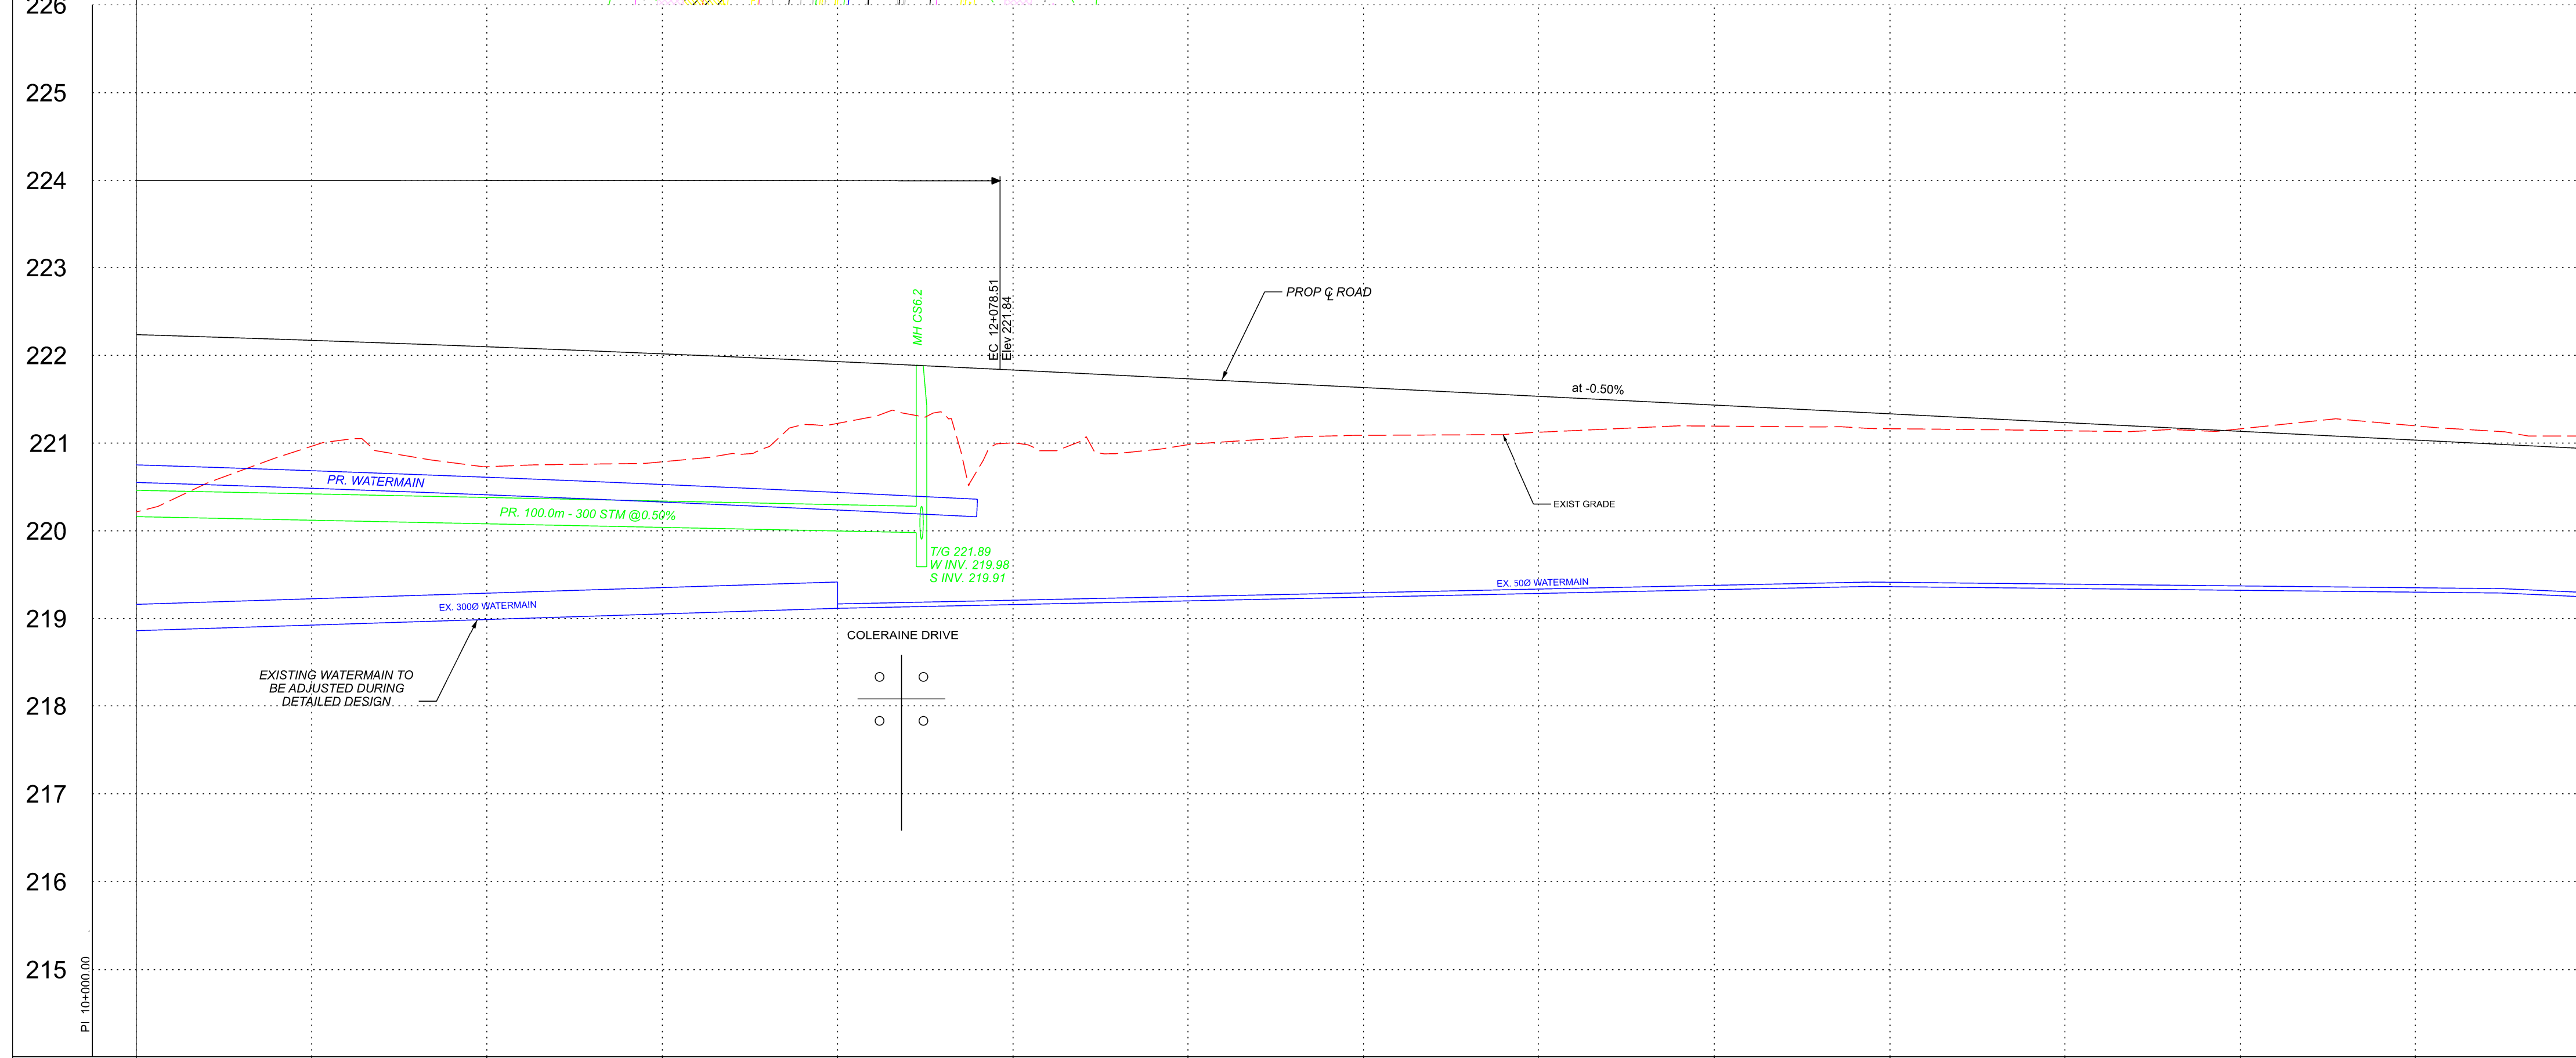 226
225
224
223
222
221
220
219
218
217
216
215
PI 10+000.00
MH CS6.2
EC 12+078.51
Elev 221.84
PROP ℄ ROAD
at -0.50%
PR. WATERMAIN
PR. 100.0m - 300 STM @0.50%
EXIST GRADE
T/G 221.89
W INV. 219.98
S INV. 219.91
EX. 300Ø WATERMAIN
EX. 50Ø WATERMAIN
COLERAINE DRIVE
EXISTING WATERMAIN TO
BE ADJUSTED DURING
DETAILED DESIGN